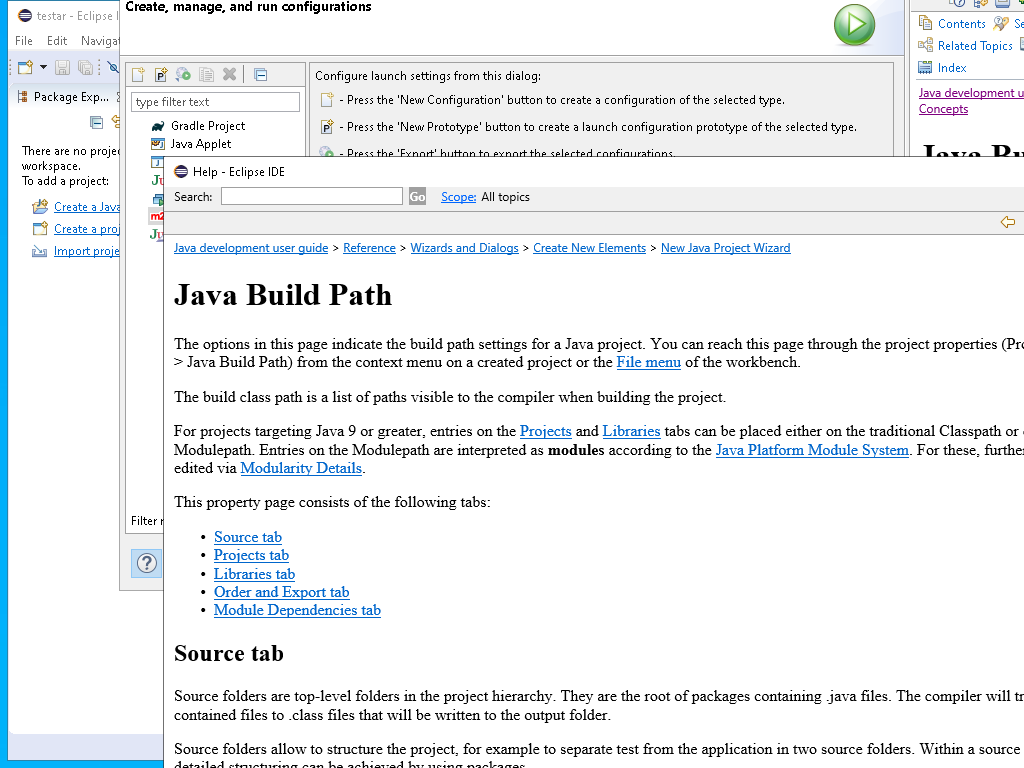 testar - Eclipse I
File Edit Navigat
Package Exp...
There are no projec
workspace.
To add a project:
Create a Java
Create a proj
Import proje
Create, manage, and run configurations
type filter text
Gradle Project
Java Applet
Ju
m2
Ju
Filter r
Configure launch settings from this dialog:
- Press the 'New Configuration' button to create a configuration of the selected type.
- Press the 'New Prototype' button to create a launch configuration prototype of the selected type.
- Press the 'Export' button to export the selected configurations.
Contents Se
Related Topics
Index
Java development u
Concepts
Java Bu
Help - Eclipse IDE
Search: Go Scope: All topics
Java development user guide > Reference > Wizards and Dialogs > Create New Elements > New Java Project Wizard
Java Build Path
The options in this page indicate the build path settings for a Java project. You can reach this page through the project properties (Pro
> Java Build Path) from the context menu on a created project or the File menu of the workbench.
The build class path is a list of paths visible to the compiler when building the project.
For projects targeting Java 9 or greater, entries on the Projects and Libraries tabs can be placed either on the traditional Classpath or
Modulepath. Entries on the Modulepath are interpreted as modules according to the Java Platform Module System. For these, further
edited via Modularity Details.
This property page consists of the following tabs:
• Source tab
• Projects tab
• Libraries tab
• Order and Export tab
• Module Dependencies tab
Source tab
Source folders are top-level folders in the project hierarchy. They are the root of packages containing .java files. The compiler will tr
contained files to .class files that will be written to the output folder.
Source folders allow to structure the project, for example to separate test from the application in two source folders. Within a source
detailed structuring can be achieved by using packages.